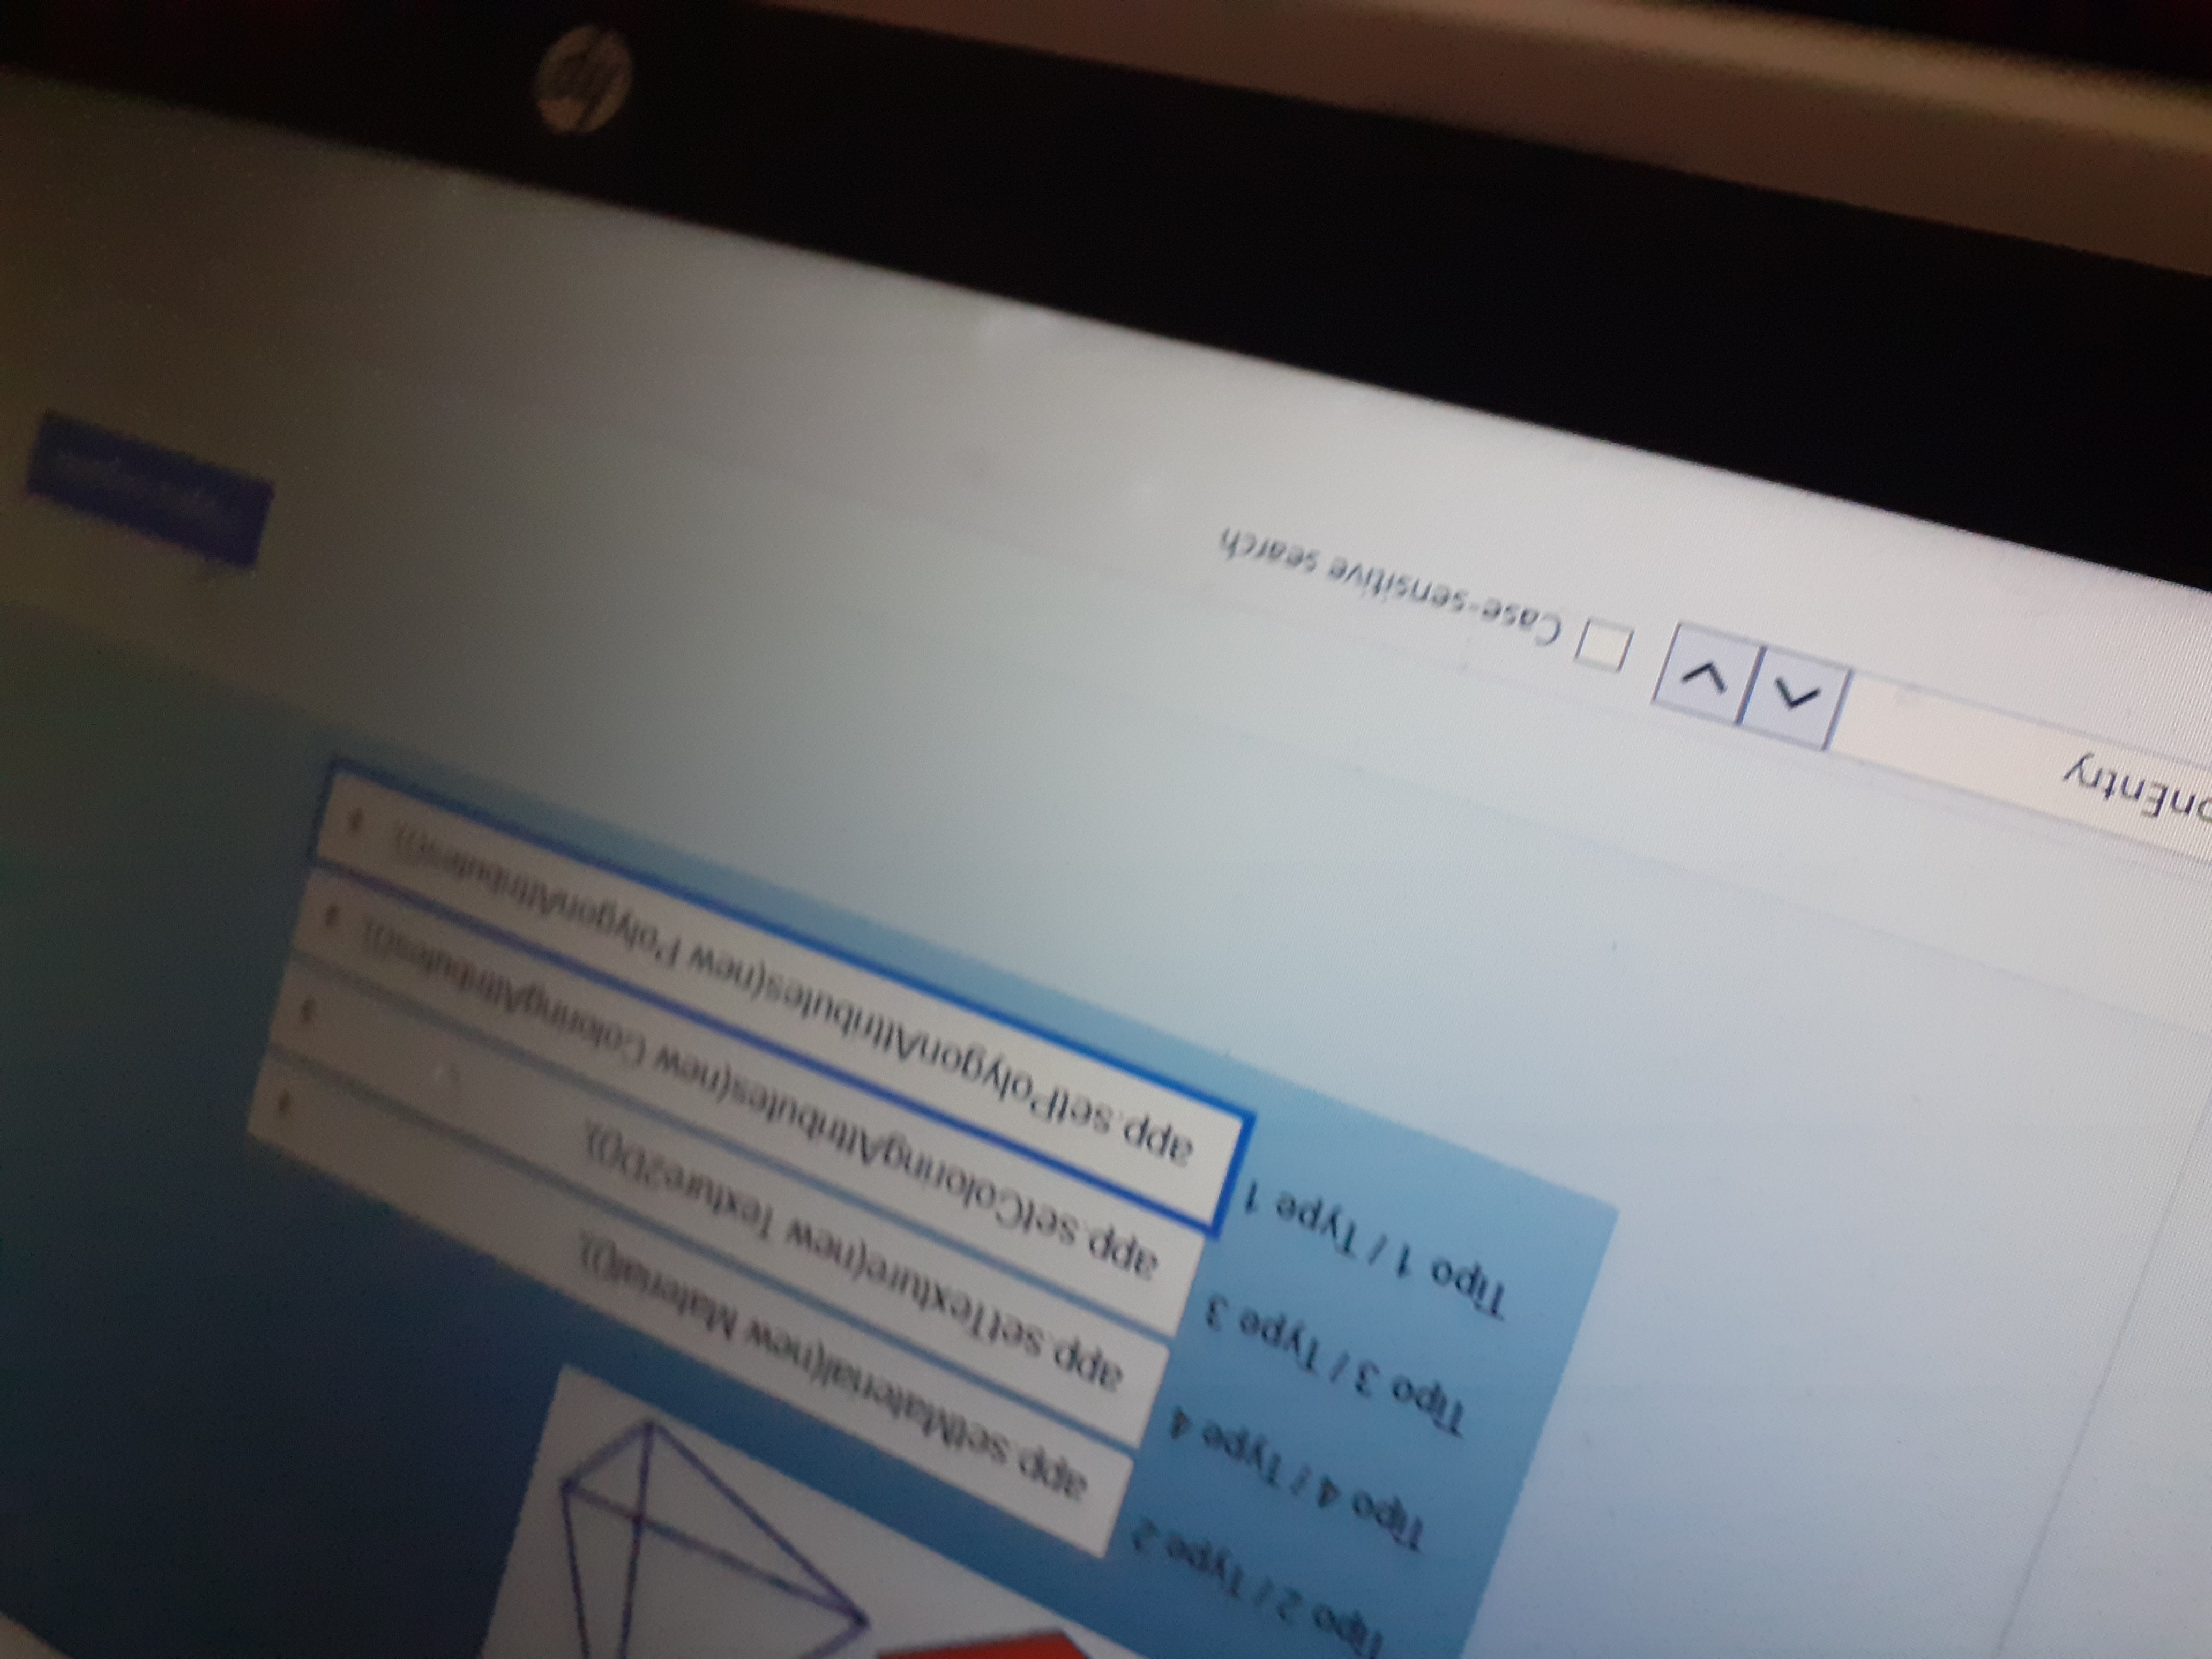 Tipo 2 / Type 2
app.setMaterial(new Material());
Tipo 4 / Type 4
app.setTexture(new Texture2D());
Tipo 3 / Type 3
app.setColoringAttributes(new ColoringAttributes());
Tipo 1 / Type 1
app.setPolygonAttributes(new PolygonAttributes());
onEntry
Case-sensitive search
hp